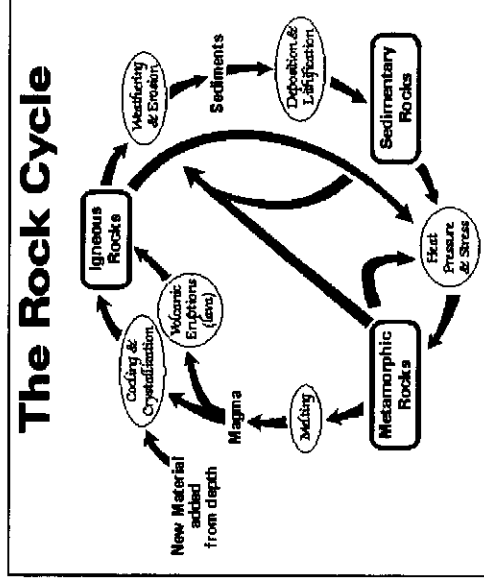 The Rock Cycle
Igneous
Rocks
Weathering
& Erosion
Sediments
Deposition &
Lithification
Sedimentary
Rocks
Heat
Pressure
& Stress
Metamorphic
Rocks
Melting
Magma
Volcanic
Eruptions
(lava)
Cooling &
Crystallization
New Material
added
from depth